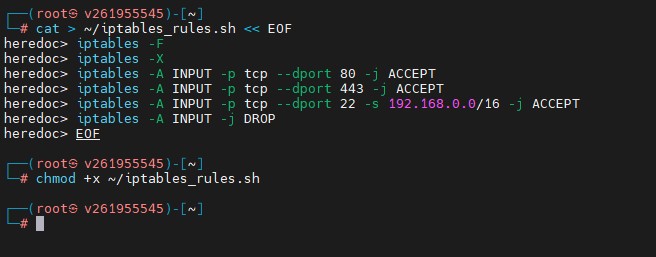 ┌──(root㉿ v261955545)-[~]
└─# cat > ~/iptables_rules.sh << EOF
heredoc> iptables -F
heredoc> iptables -X
heredoc> iptables -A INPUT -p tcp --dport 80 -j ACCEPT
heredoc> iptables -A INPUT -p tcp --dport 443 -j ACCEPT
heredoc> iptables -A INPUT -p tcp --dport 22 -s 192.168.0.0/16 -j ACCEPT
heredoc> iptables -A INPUT -j DROP
heredoc> EOF
┌──(root㉿ v261955545)-[~]
└─# chmod +x ~/iptables_rules.sh
┌──(root㉿ v261955545)-[~]
└─#